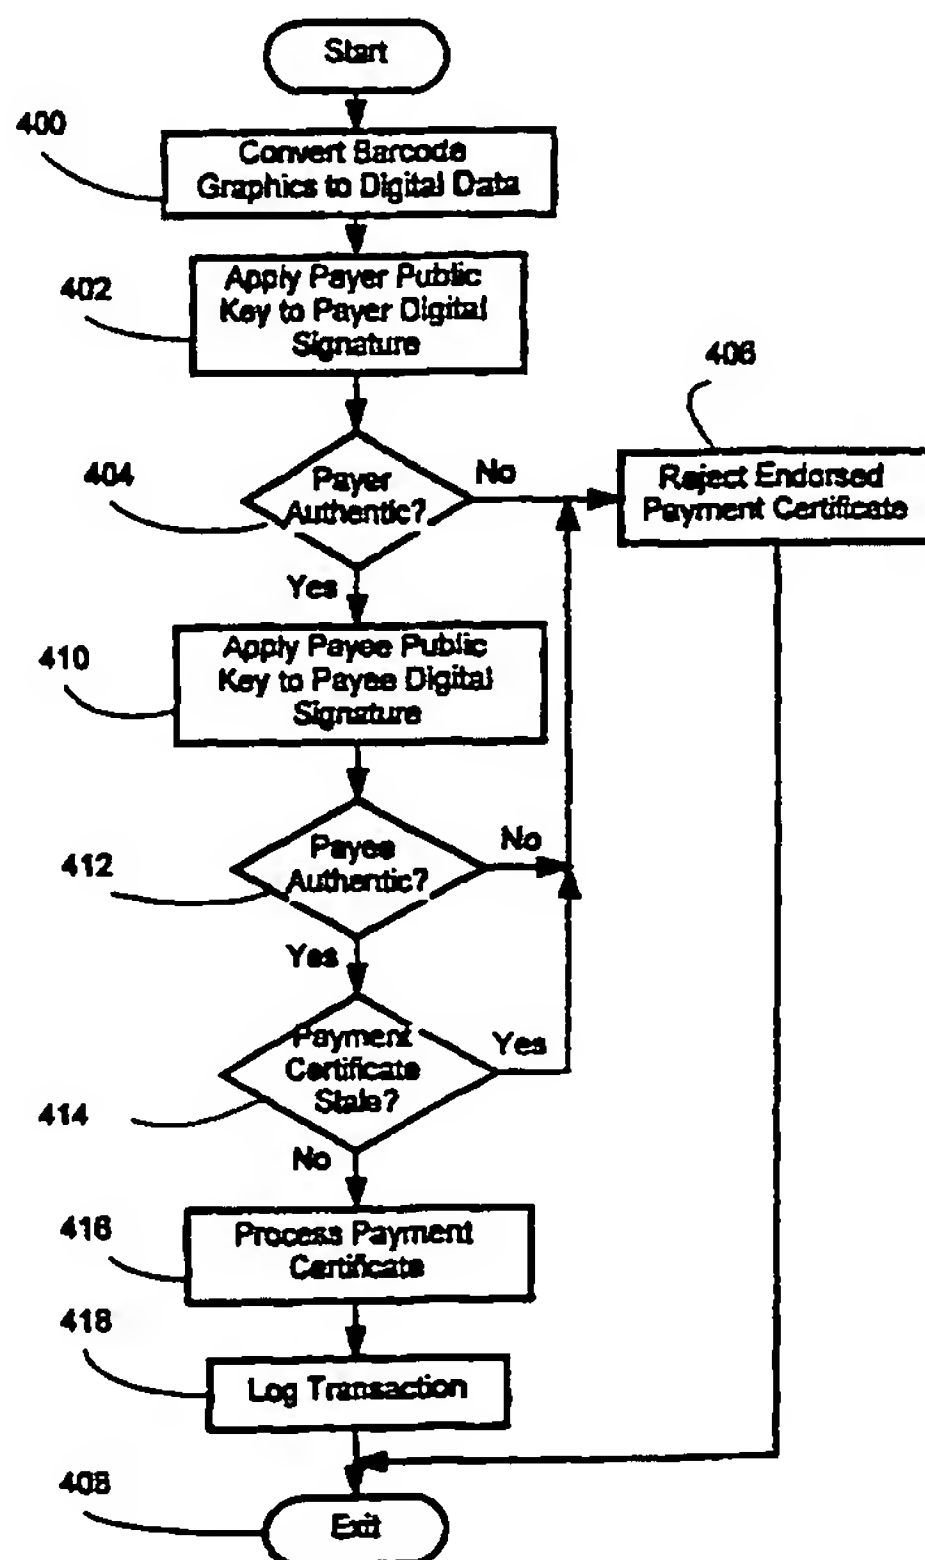 Start
400
Convert Barcode
Graphics to Digital Data
402
Apply Payer Public
Key to Payer Digital
Signature
406
404
Payer
Authentic?
No
Reject Endorsed
Payment Certificate
Yes
410
Apply Payee Public
Key to Payee Digital
Signature
412
Payee
Authentic?
No
Yes
414
Payment
Certificate
Stale?
Yes
No
416
Process Payment
Certificate
418
Log Transaction
408
Exit